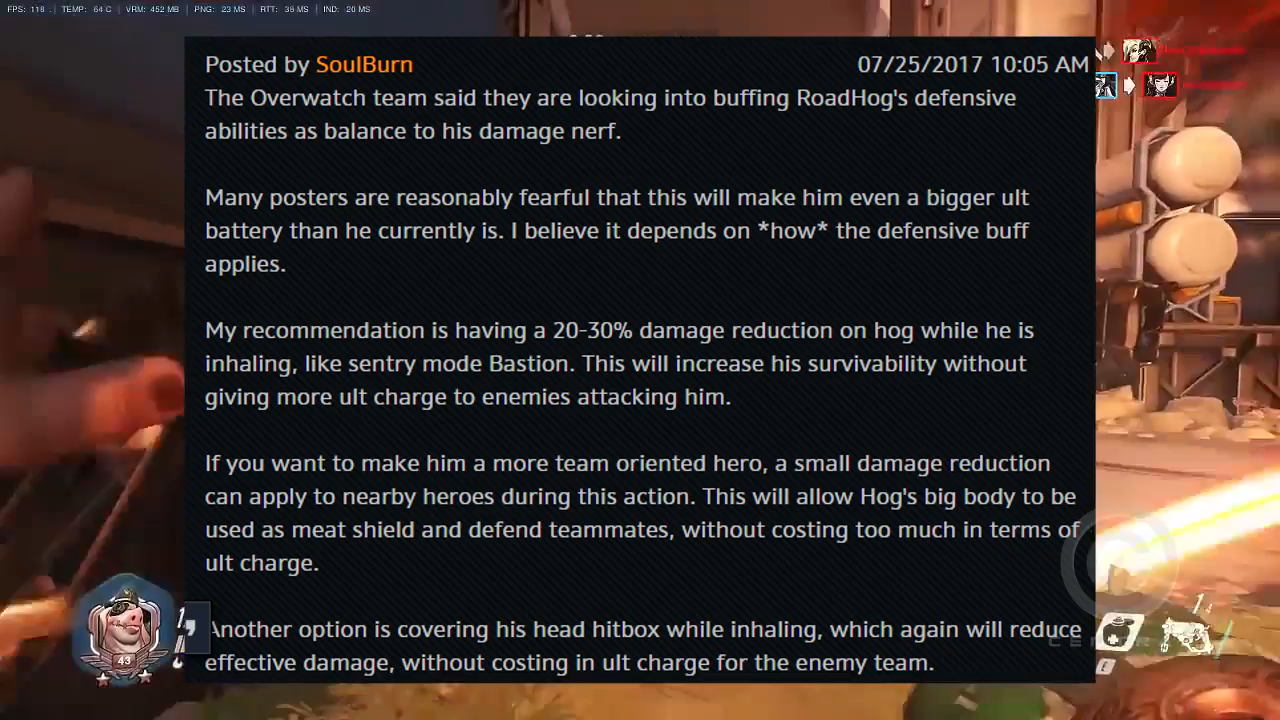 FPS: 118 TEMP: 64 C VRM: 452 MB PNG: 23 MS RTT: 36 MS IND: 20 MS
Posted by SoulBurn 07/25/2017 10:05 AM
The Overwatch team said they are looking into buffing RoadHog's defensive
abilities as balance to his damage nerf.
Many posters are reasonably fearful that this will make him even a bigger ult
battery than he currently is. I believe it depends on *how* the defensive buff
applies.
My recommendation is having a 20-30% damage reduction on hog while he is
inhaling, like sentry mode Bastion. This will increase his survivability without
giving more ult charge to enemies attacking him.
If you want to make him a more team oriented hero, a small damage reduction
can apply to nearby heroes during this action. This will allow Hog's big body to be
used as meat shield and defend teammates, without costing too much in terms of
ult charge.
Another option is covering his head hitbox while inhaling, which again will reduce
effective damage, without costing in ult charge for the enemy team.
43
E